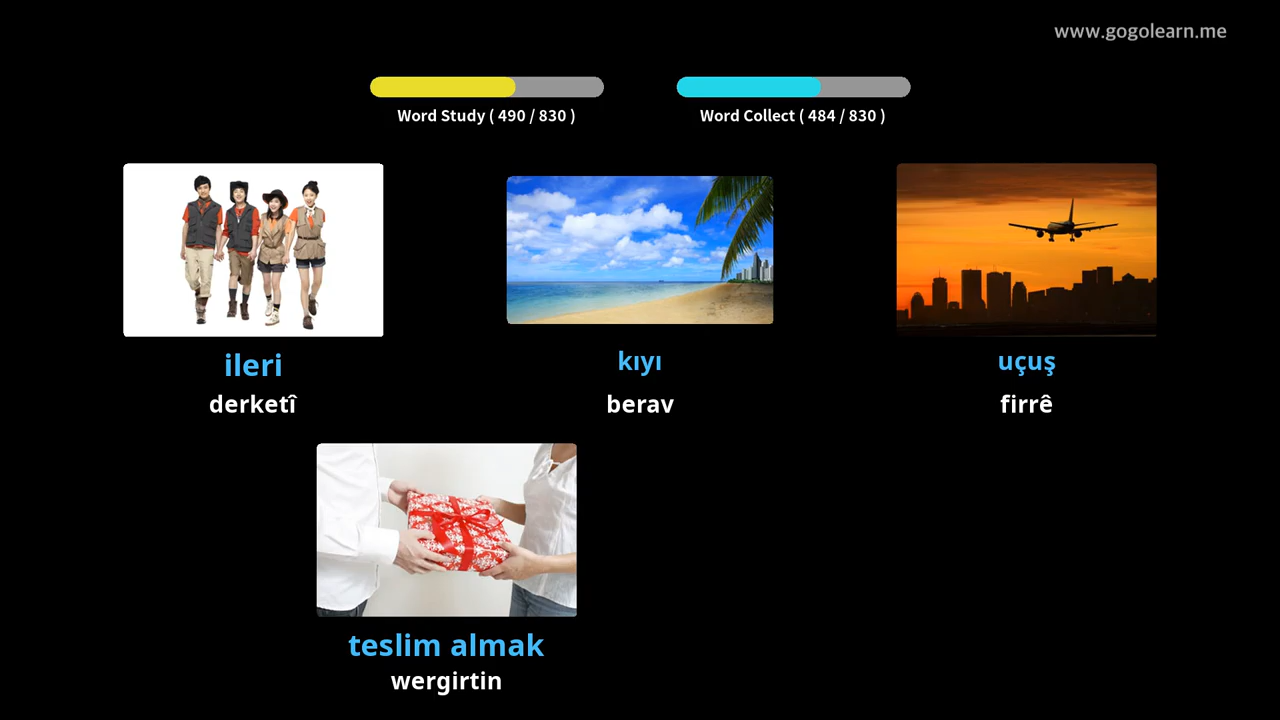 www.gogolearn.me
Word Study ( 490 / 830 )
Word Collect ( 484 / 830 )
ileri
derketî
kıyı
berav
uçuş
firrê
teslim almak
wergirtin